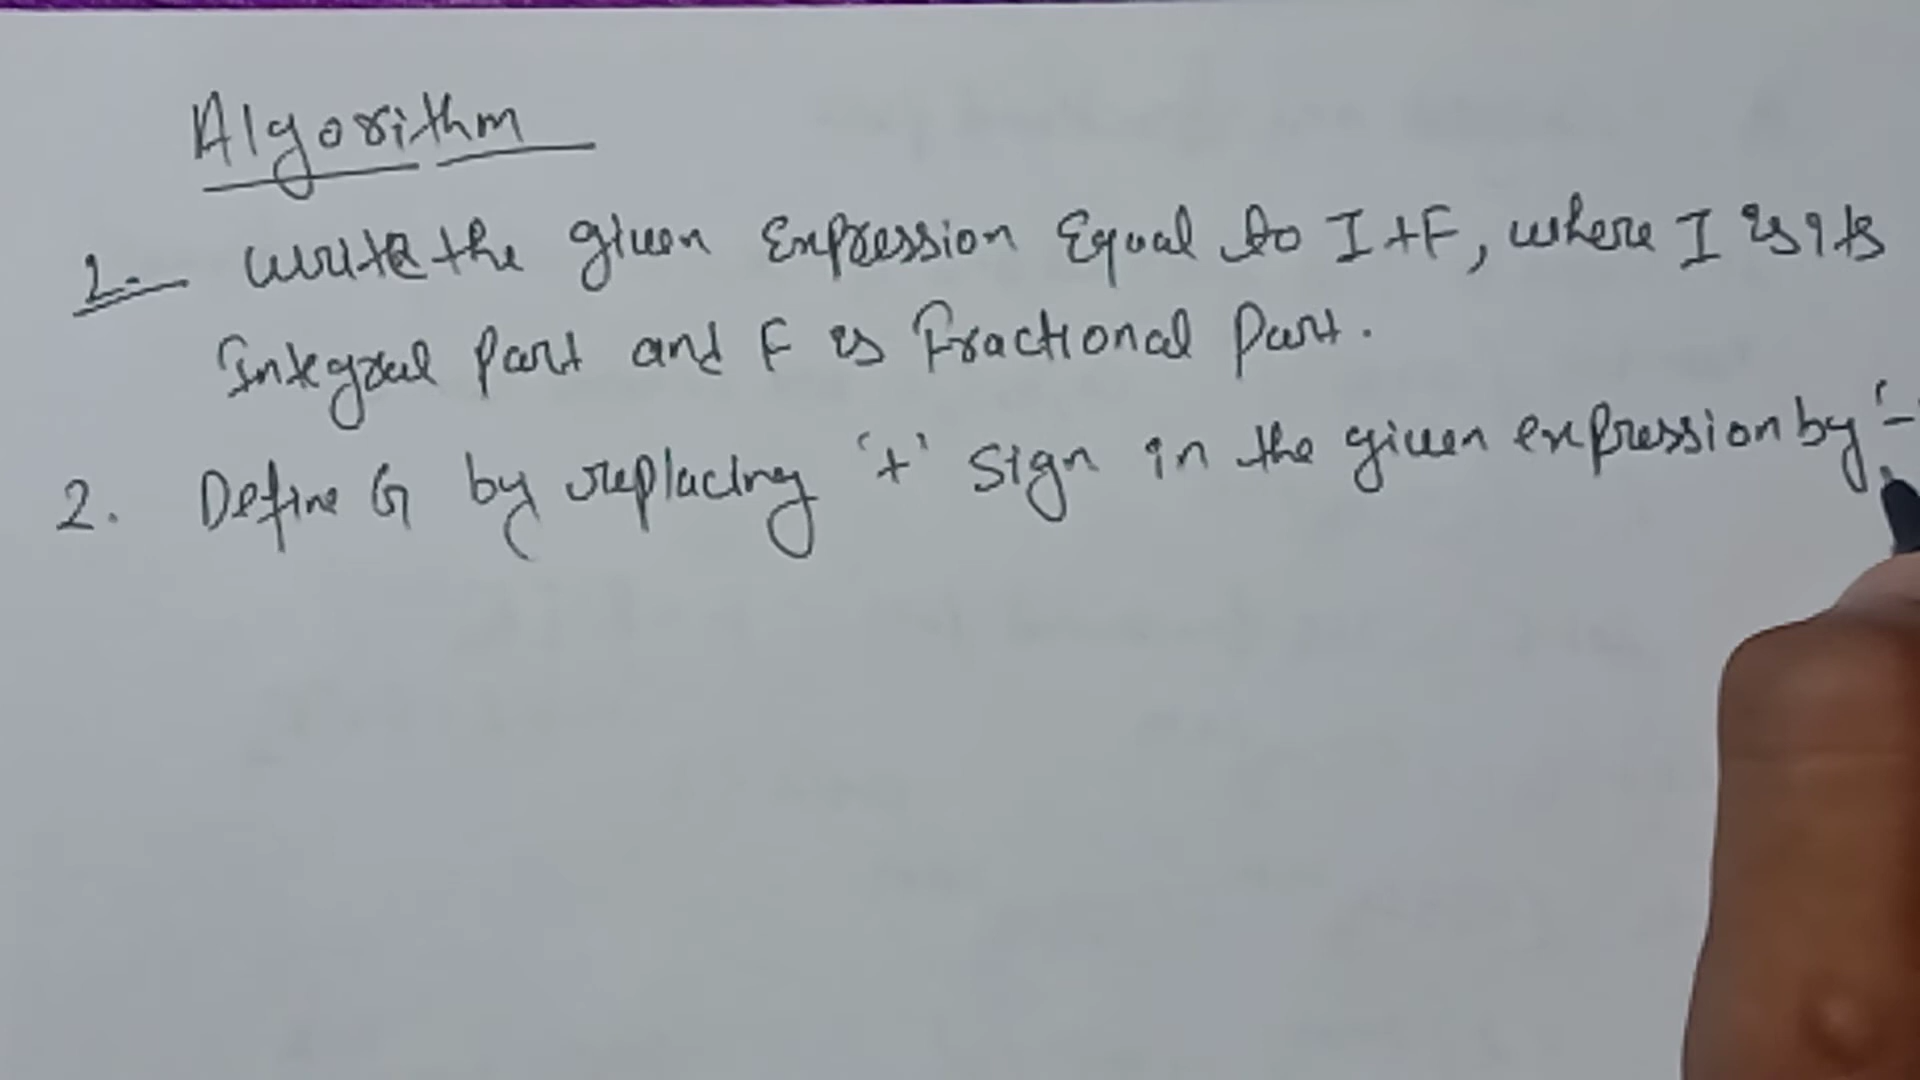 Algorithm
1. Write the given Expression Equal to I+F, where I is its
Integral Part and F is Fractional Part.
2. Define G by replacing '+' sign in the given expression by '-'